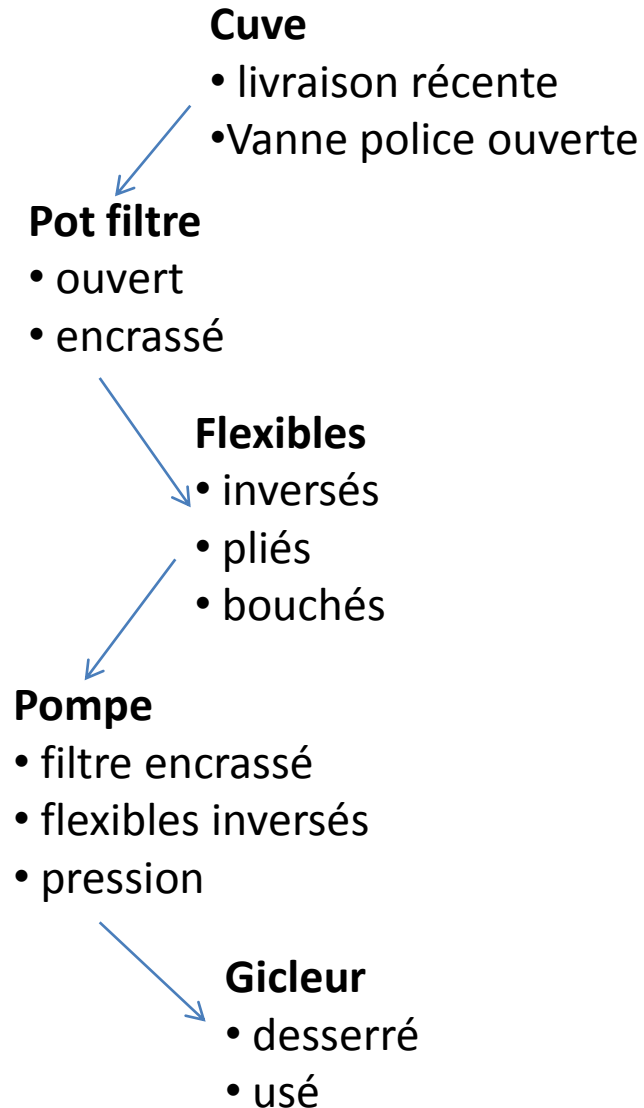 Cuve
• livraison récente
•Vanne police ouverte
Pot filtre
• ouvert
• encrassé
Flexibles
• inversés
• pliés
• bouchés
Pompe
• filtre encrassé
• flexibles inversés
• pression
Gicleur
• desserré
• usé